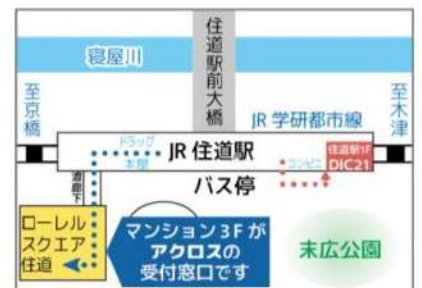 住道駅前大橋
寝屋川
至京橋
至木津
JR 学研都市線
ドラッグ
本屋
JR 住道駅
コンビニ
住道駅1F
DIC21
バス停
連廊下
ローレル
スクエア
住道
マンション3Fが
アクロスの
受付窓口です
末広公園